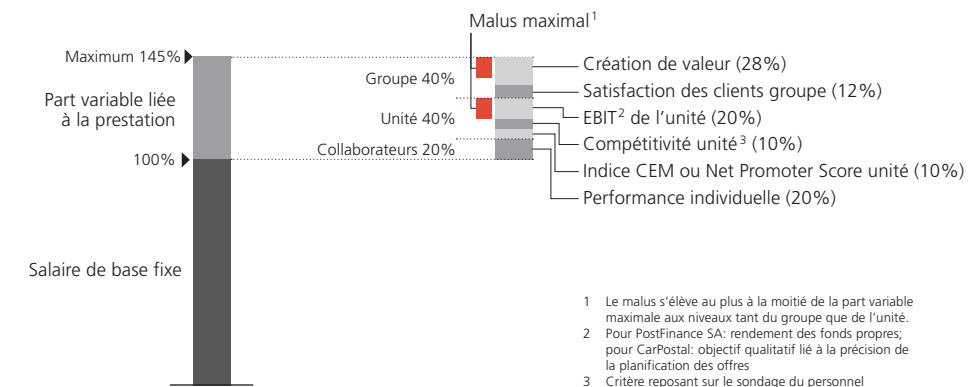 Malus maximal1
Maximum 145%
Groupe 40%
Création de valeur (28%)
Satisfaction des clients groupe (12%)
Part variable liée
à la prestation
Unité 40%
EBIT2 de l’unité (20%)
Compétitivité unité3 (10%)
100%
Collaborateurs 20%
Indice CEM ou Net Promoter Score unité (10%)
Performance individuelle (20%)
Salaire de base fixe
1 Le malus s’élève au plus à la moitié de la part variable
maximale aux niveaux tant du groupe que de l’unité.
2 Pour PostFinance SA: rendement des fonds propres;
pour CarPostal: objectif qualitatif lié à la précision de
la planification des offres
3 Critère reposant sur le sondage du personnel